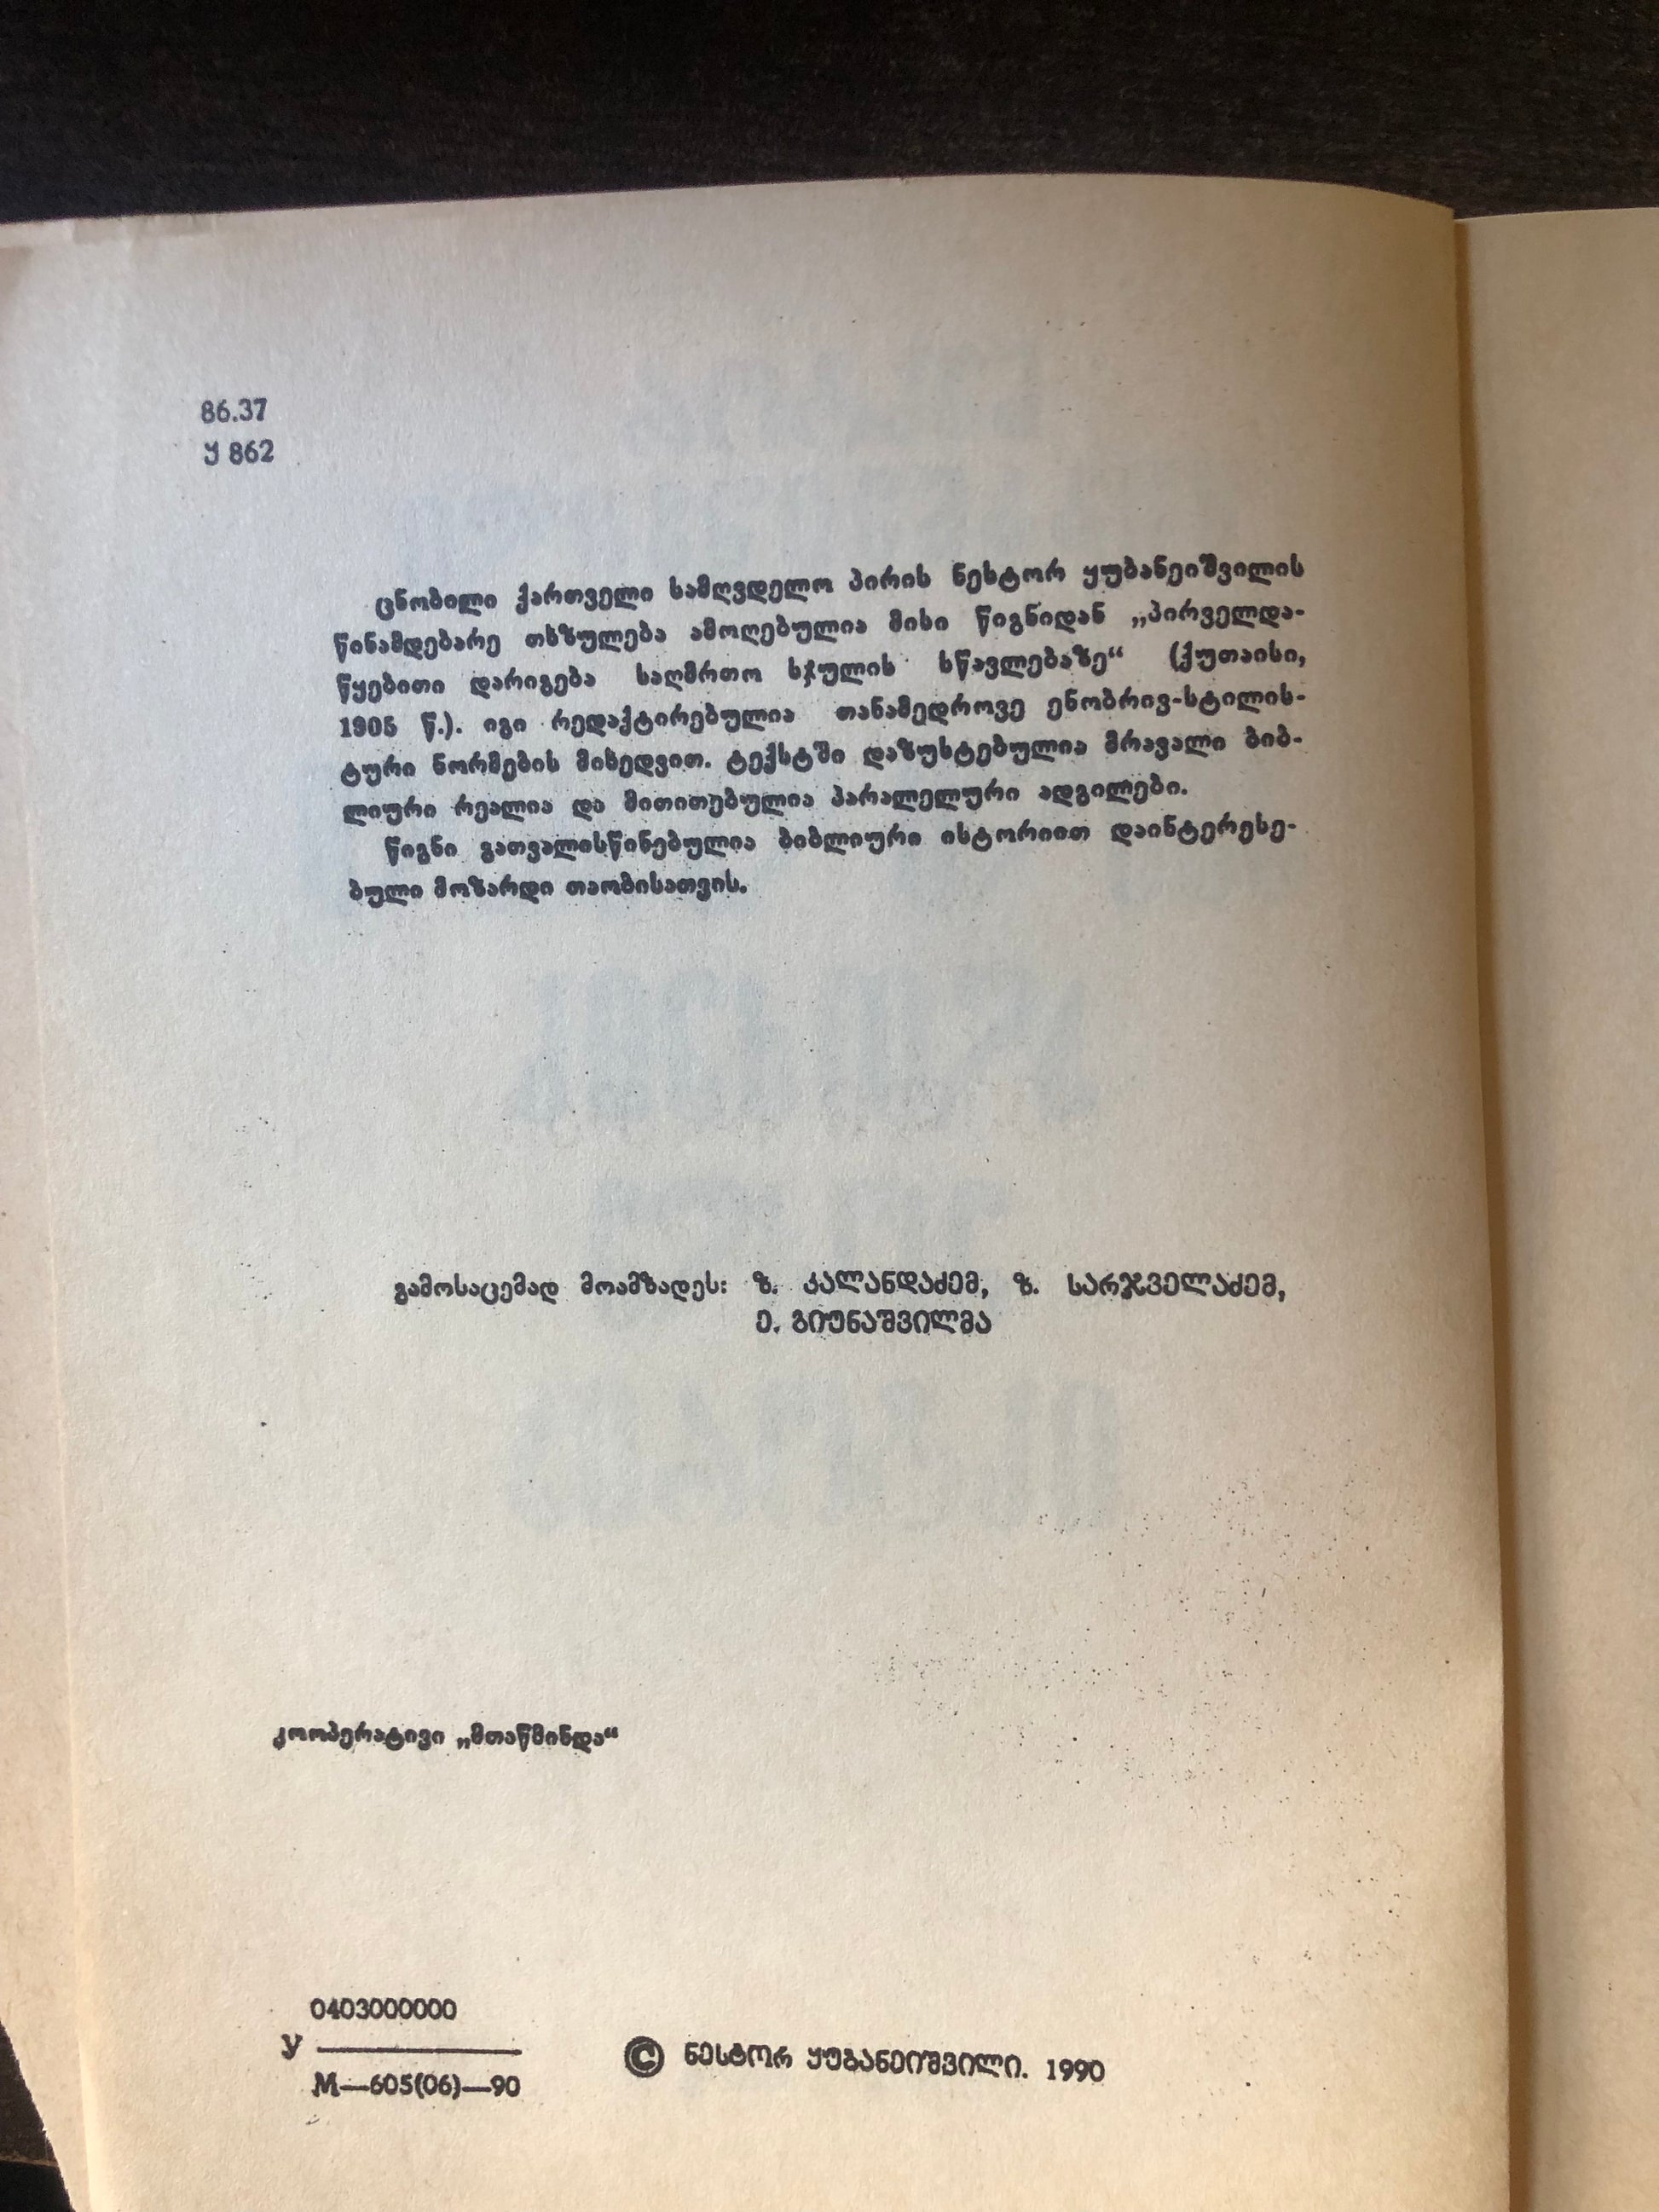 86.37
უ 862
ცნობილი ქართველი სამღვდელო პირის ნესტორ ყუბანეიშვილის
წინამდებარე თხზულება ამოღებულია მისი წიგნიდან „პირველდა-
წყებითი დარიგება საღმრთო სჯულის სწავლებაზე“ (ქუთაისი,
1905 წ.). იგი რედაქტირებულია თანამედროვე ენობრივ-სტილის-
ტური ნორმების მიხედვით. ტექსტში დაზუსტებულია მრავალი ბიბ-
ლიური რეალია და მითითებულია პარალელური ადგილები.
წიგნი გათვალისწინებულია ბიბლიური ისტორიით დაინტერესე-
ბული მოზარდი თაობისათვის.
გამოსაცემად მოამზადეს: ზ. კალანდაძემ, ზ. სარჯველაძემ,
ე. გიუნაშვილმა
კოოპერატივი „მთაწმინდა“
0403000000
У
М—605(06)—90
© ნესტორ ყუბანეიშვილი. 1990